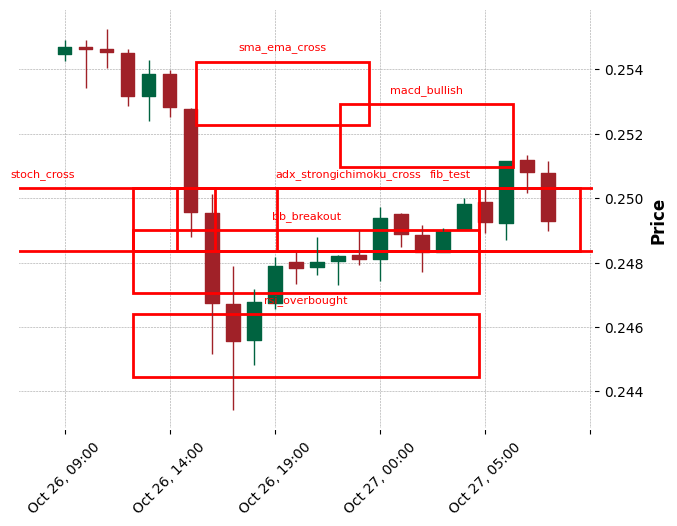 sma_ema_cross
0.254
macd_bullish
0.252
stoch_cross
adx_strong
ichimoku_cross
fib_test
0.250
bb_breakout
Price
0.248
0.246
0.244
Oct 26, 09:00
Oct 26, 14:00
Oct 26, 19:00
Oct 27, 00:00
Oct 27, 05:00